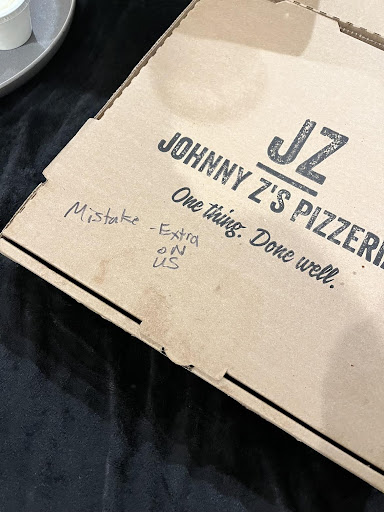 JZ
JOHNNY Z'S PIZZERI
One thing. Done well.
Mistake - Extra
ON
US